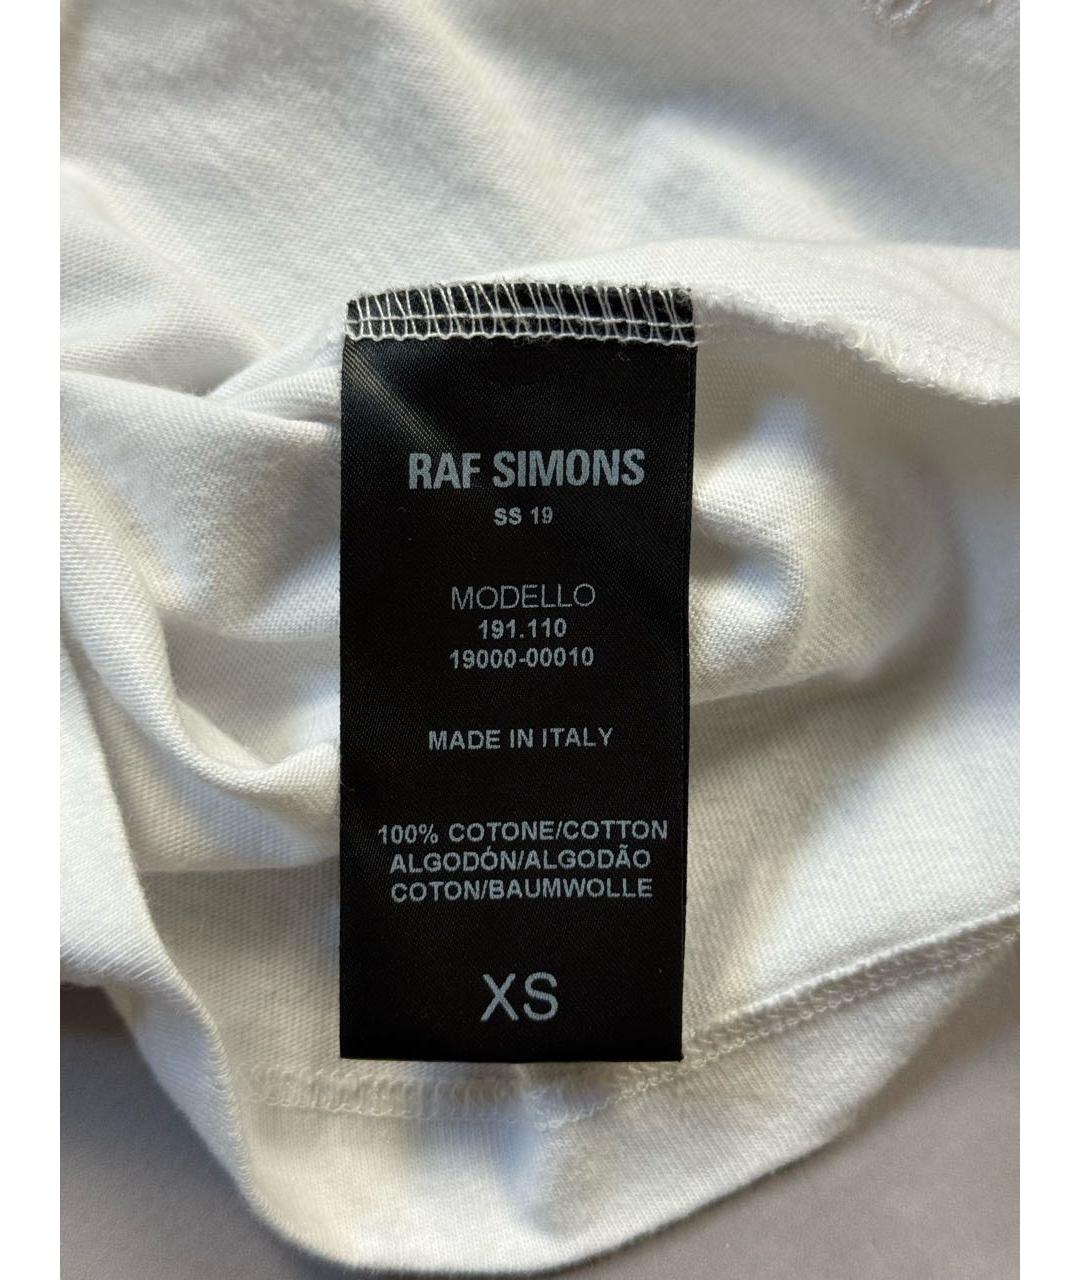 RAF SIMONS
SS 19
MODELLO
191.110
19000-00010
MADE IN ITALY
100% COTONE/COTTON
ALGODÓN/ALGODÃO
COTON/BAUMWOLLE
XS